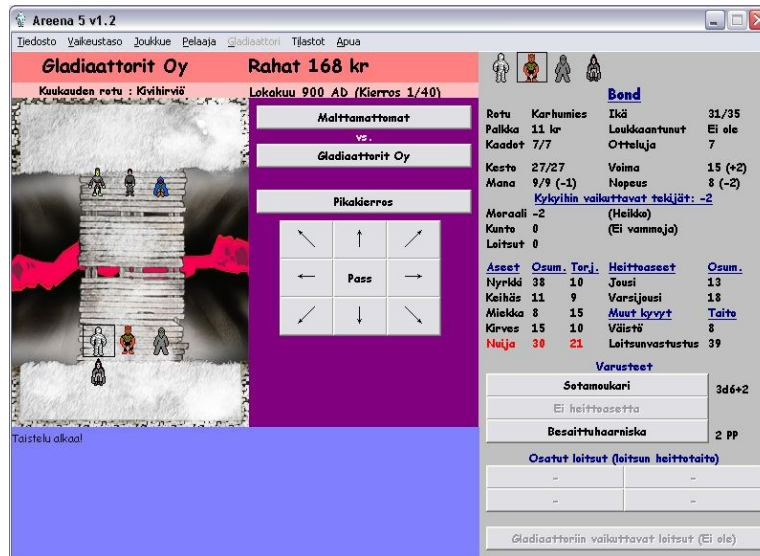 Areena 5 v1.2
Tiedosto Vaikeustaso Joukkue Pelaaja Gladiaattori Tilastot Apua
Gladiaattorit Oy Rahat 168 kr
Kuukauden rotu : Kivihirviö Lokakuu 900 AD (Kierros 1/40)
Malttamattomat
vs.
Gladiaattorit Oy
Pikakierros
Pass
Taistelu alkaa!
Bond
Rotu Karhumies Ikä 31/35
Palkka 11 kr Loukkaantunut Ei ole
Kaadot 7/7 Otteluja 7
Kesto 27/27 Voima 15 (+2)
Mana 9/9 (-1) Nopeus 8 (-2)
Kykyihin vaikuttavat tekijät: -2
Moraali -2 (Heikko)
Kunto 0 (Ei vammoja)
Loitsut 0
Aseet Osum. Torj. Heittoaseet Osum.
Nyrkki 38 10 Jousi 13
Keihäs 11 9 Varsijousi 18
Miekka 8 15 Muut kyvyt Taito
Kirves 15 10 Väistö 8
Nuija 30 21 Loitsunvastustus 39
Varusteet
Sotamoukari 3d6+2
Ei heittoasetta
Besaittuhaarniska 2 PP
Osatut loitsut (loitsun heittotaito)
- -
- -
Gladiaattoriin vaikuttavat loitsut (Ei ole)